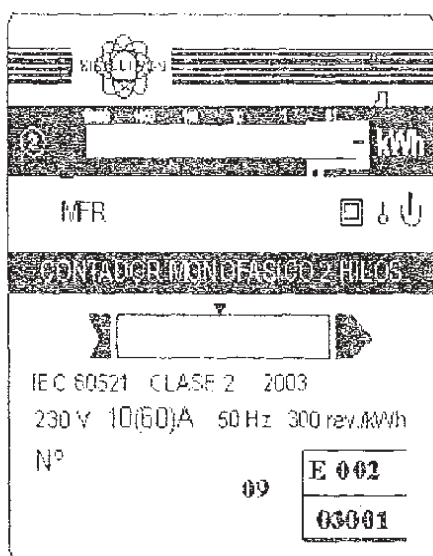 ②
kWh
MFR
CONTADOR MONOFASICO 2 HILOS
IEC 60521 CLASE 2 2003
230 V 10(60)A 50 Hz 300 rev./kWh
Nº
09
E 002
03001